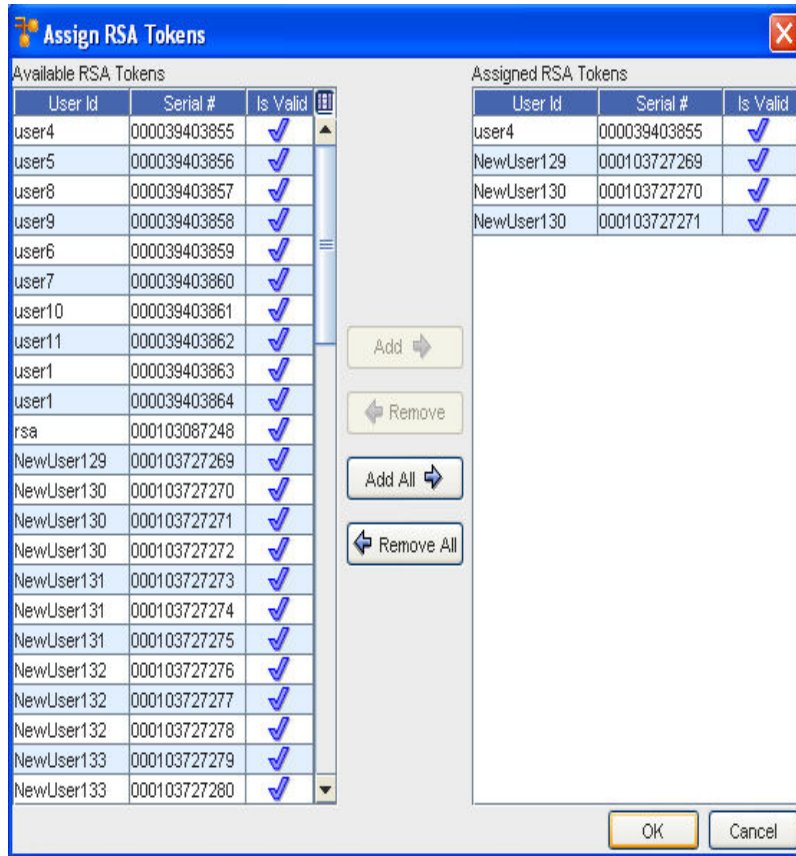 Assign RSA Tokens
Available RSA Tokens
User Id Serial # Is Valid
user4 000039403855
user5 000039403856
user8 000039403857
user9 000039403858
user6 000039403859
user7 000039403860
user10 000039403861
user11 000039403862
user1 000039403863
user1 000039403864
rsa 000103087248
NewUser129 000103727269
NewUser130 000103727270
NewUser130 000103727271
NewUser130 000103727272
NewUser131 000103727273
NewUser131 000103727274
NewUser131 000103727275
NewUser132 000103727276
NewUser132 000103727277
NewUser132 000103727278
NewUser133 000103727279
NewUser133 000103727280
Add
Remove
Add All
Remove All
Assigned RSA Tokens
User Id Serial # Is Valid
user4 000039403855
NewUser129 000103727269
NewUser130 000103727270
NewUser130 000103727271
OK Cancel